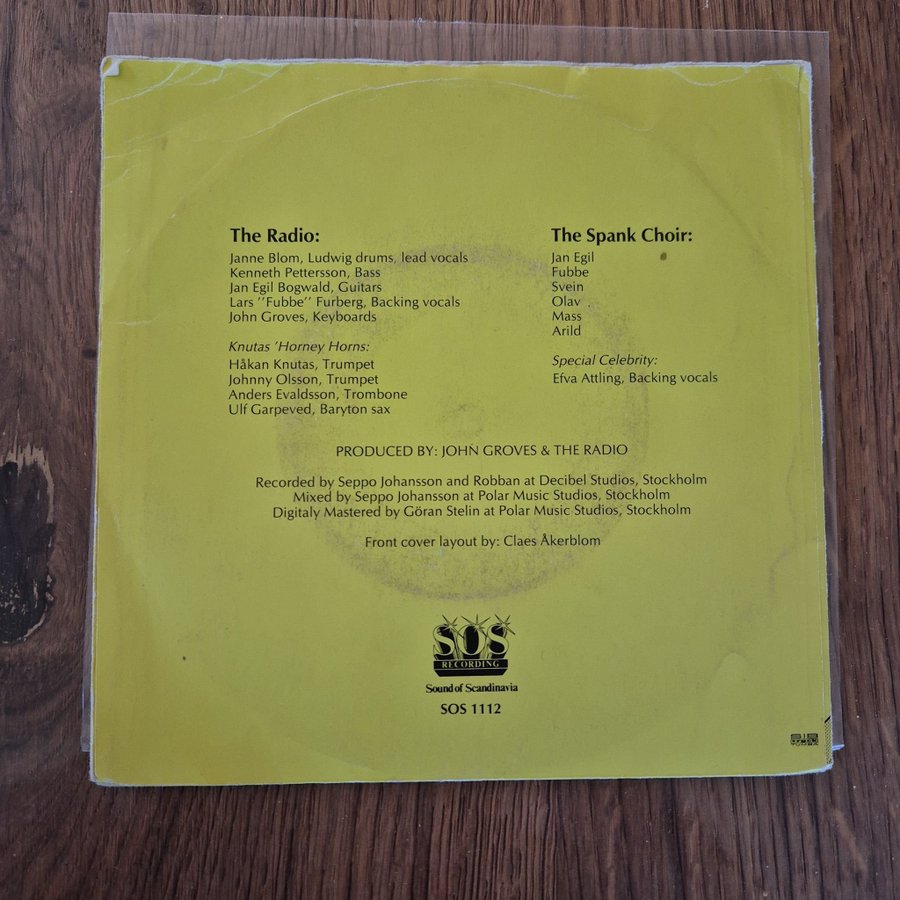 The Radio:
Janne Blom, Ludwig drums, lead vocals
Kenneth Pettersson, Bass
Jan Egil Bogwald, Guitars
Lars ''Fubbe'' Furberg, Backing vocals
John Groves, Keyboards
Knutas 'Horney Horns:
Håkan Knutas, Trumpet
Johnny Olsson, Trumpet
Anders Evaldsson, Trombone
Ulf Garpeved, Baryton sax
The Spank Choir:
Jan Egil
Fubbe
Svein
Olav
Mass
Arild
Special Celebrity:
Efva Attling, Backing vocals
PRODUCED BY: JOHN GROVES & THE RADIO
Recorded by Seppo Johansson and Robban at Decibel Studios, Stockholm
Mixed by Seppo Johansson at Polar Music Studios, Stockholm
Digitaly Mastered by Göran Stelin at Polar Music Studios, Stockholm
Front cover layout by: Claes Åkerblom
SOS
RECORDING
Sound of Scandinavia
SOS 1112